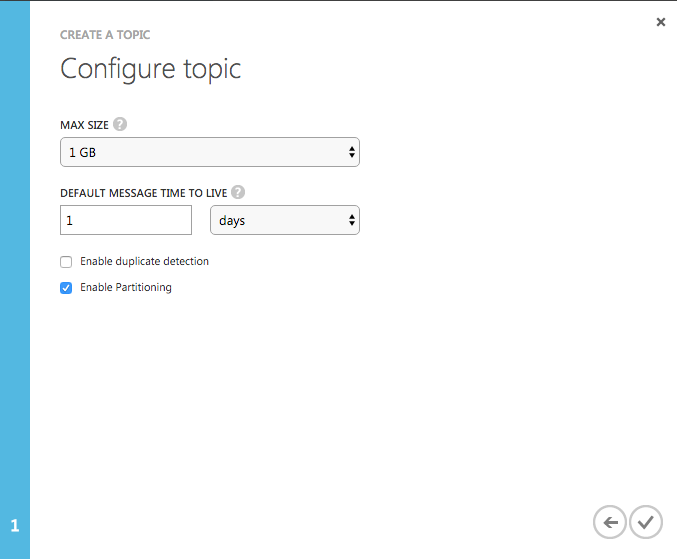 CREATE A TOPIC
Configure topic
MAX SIZE ?
1 GB
DEFAULT MESSAGE TIME TO LIVE ?
1 days
Enable duplicate detection
Enable Partitioning
1